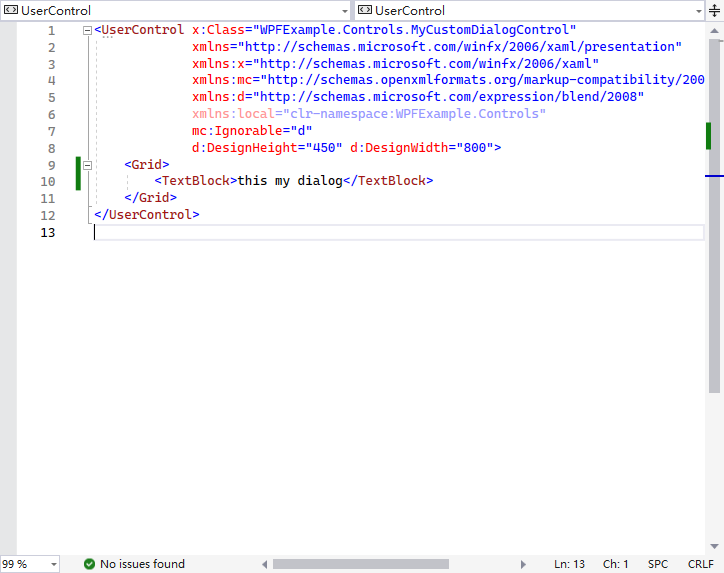 UserControl UserControl
1 <UserControl x:Class="WPFExample.Controls.MyCustomDialogControl"
2 xmlns="http://schemas.microsoft.com/winfx/2006/xaml/presentation"
3 xmlns:x="http://schemas.microsoft.com/winfx/2006/xaml"
4 xmlns:mc="http://schemas.openxmlformats.org/markup-compatibility/200
5 xmlns:d="http://schemas.microsoft.com/expression/blend/2008"
6 xmlns:local="clr-namespace:WPFExample.Controls"
7 mc:Ignorable="d"
8 d:DesignHeight="450" d:DesignWidth="800">
9 <Grid>
10 <TextBlock>this my dialog</TextBlock>
11 </Grid>
12 </UserControl>
13
99 % No issues found Ln: 13 Ch: 1 SPC CRLF